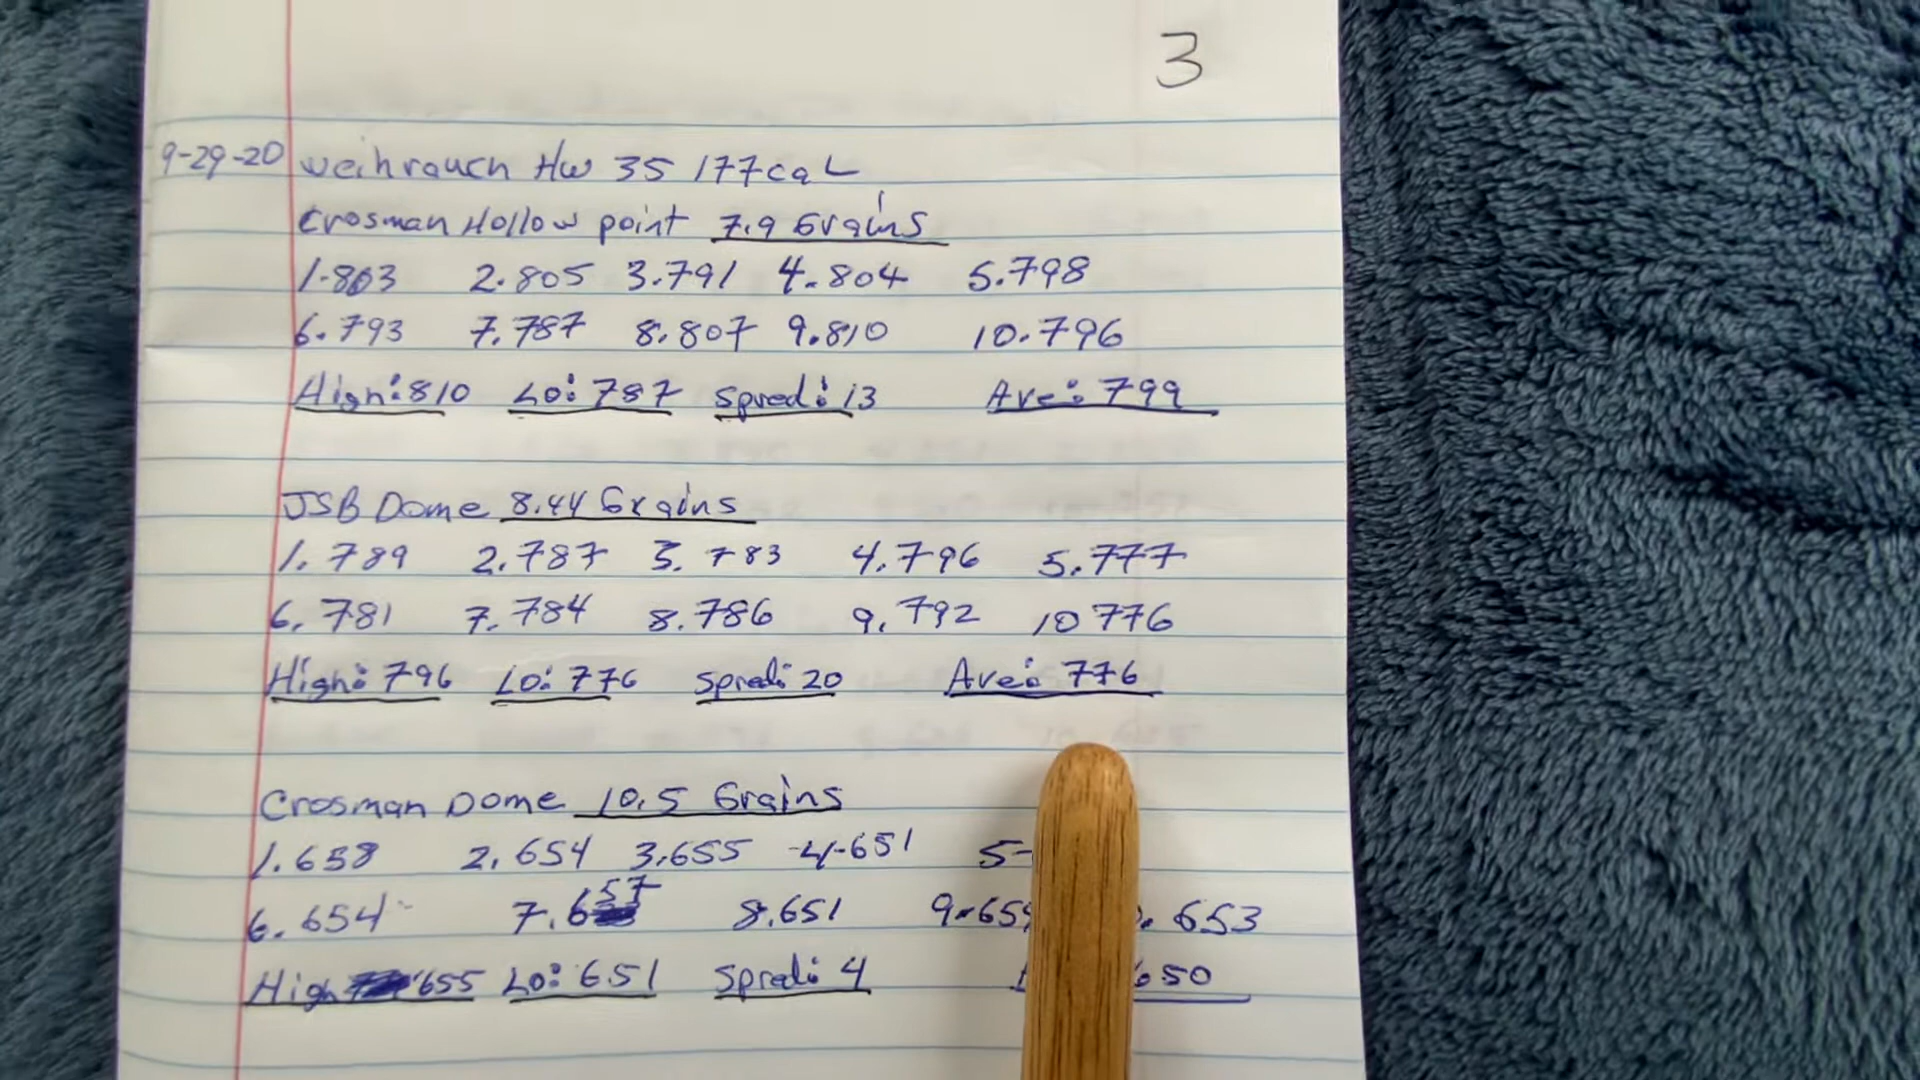 3
9-29-20 Weihrauch HW 35 177caL
Crosman Hollow point 7.9 Grains
1.803 2.805 3.791 4.804 5.798
6.793 7.787 8.807 9.810 10.796
High:810 Lo:787 Spred:13 Ave:799
JSB Dome 8.44 Grains
1.789 2.787 3.783 4.796 5.777
6.781 7.784 8.786 9.792 10 776
High:796 Lo:776 Spred:20 Ave:776
Crosman Dome 10.5 Grains
1.658 2.654 3.655 4-651 5-
6.654 7.657 8.651 653
High 655 Lo:651 Spred:4 650